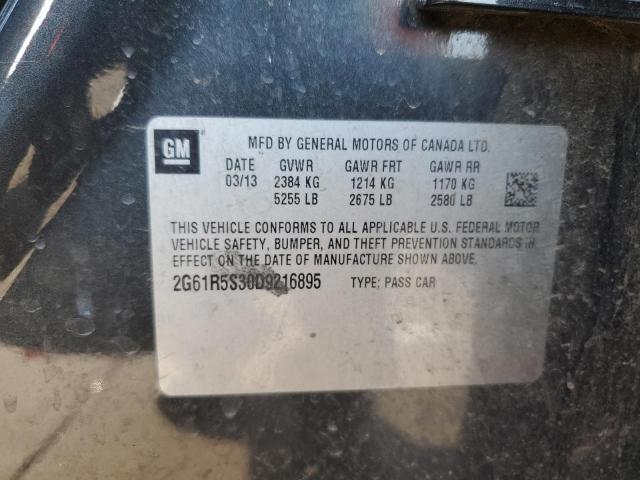 GM
MFD BY GENERAL MOTORS OF CANADA LTD.
DATE GVWR GAWR FRT GAWR RR
03/13 2384 KG 1214 KG 1170 KG
5255 LB 2675 LB 2580 LB
THIS VEHICLE CONFORMS TO ALL APPLICABLE U.S. FEDERAL MOTOR
VEHICLE SAFETY, BUMPER, AND THEFT PREVENTION STANDARDS IN
EFFECT ON THE DATE OF MANUFACTURE SHOWN ABOVE.
2G61R5S30D9216895 TYPE: PASS CAR